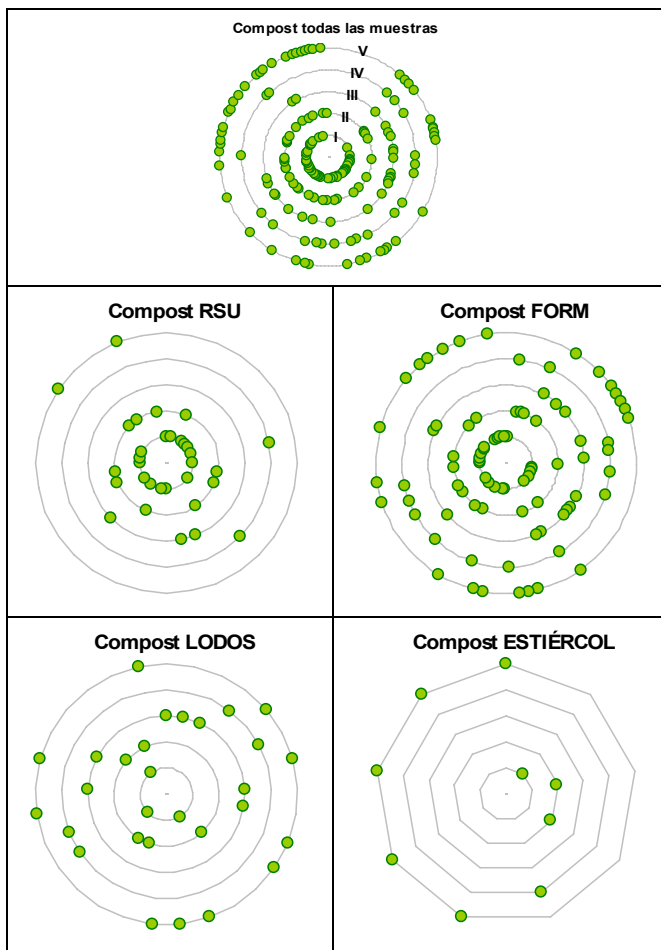 Compost todas las muestras
V
IV
III
II
I
Compost RSU
Compost FORM
Compost LODOS
Compost ESTIÉRCOL